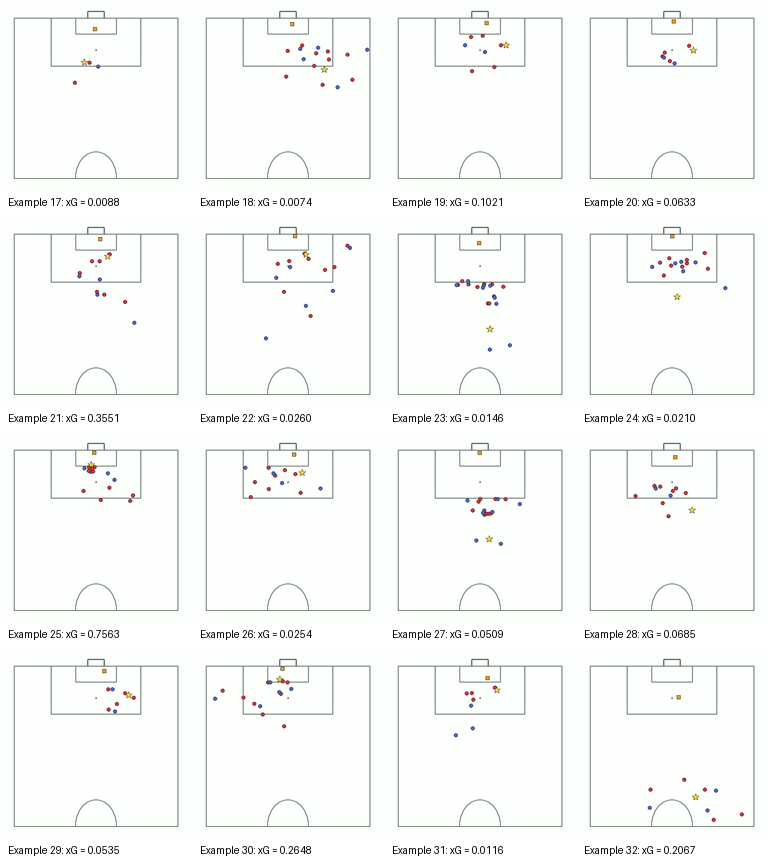 Example 17: xG = 0.0088
Example 18: xG = 0.0074
Example 19: xG = 0.1021
Example 20: xG = 0.0633
Example 21: xG = 0.3551
Example 22: xG = 0.0260
Example 23: xG = 0.0146
Example 24: xG = 0.0210
Example 25: xG = 0.7563
Example 26: xG = 0.0254
Example 27: xG = 0.0509
Example 28: xG = 0.0685
Example 29: xG = 0.0535
Example 30: xG = 0.2648
Example 31: xG = 0.0116
Example 32: xG = 0.2067